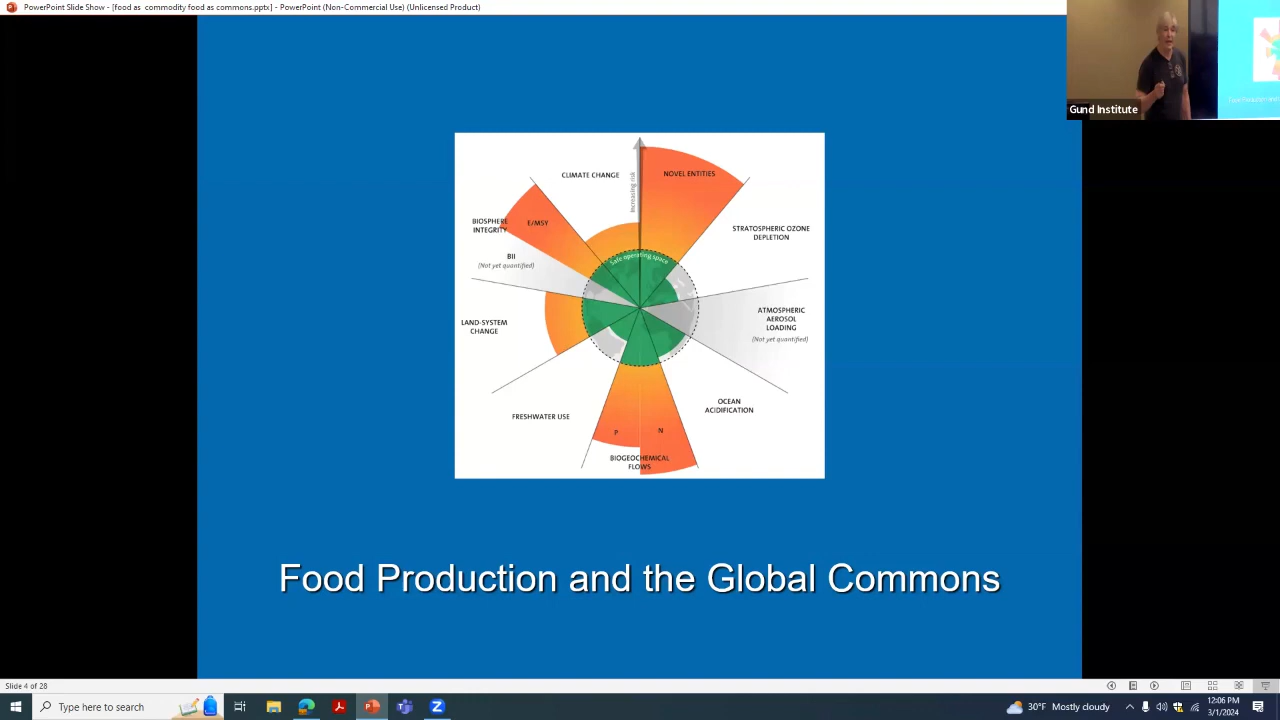 PowerPoint Slide Show - [food as  commodity food as commons.pptx] - PowerPoint (Non-Commercial Use) (Unlicensed Product)
Gund Institute
CLIMATE CHANGE
Increasing risk
NOVEL ENTITIES
BIOSPHERE
INTEGRITY
E/MSY
STRATOSPHERIC OZONE
DEPLETION
BII
(Not yet quantified)
Safe operating space
LAND-SYSTEM
CHANGE
ATMOSPHERIC
AEROSOL
LOADING
(Not yet quantified)
FRESHWATER USE
OCEAN
ACIDIFICATION
P
N
BIOGEOCHEMICAL
FLOWS
Food Production and the Global Commons
Slide 4 of 28
Type here to search
30°F Mostly cloudy
12:06 PM
3/1/2024